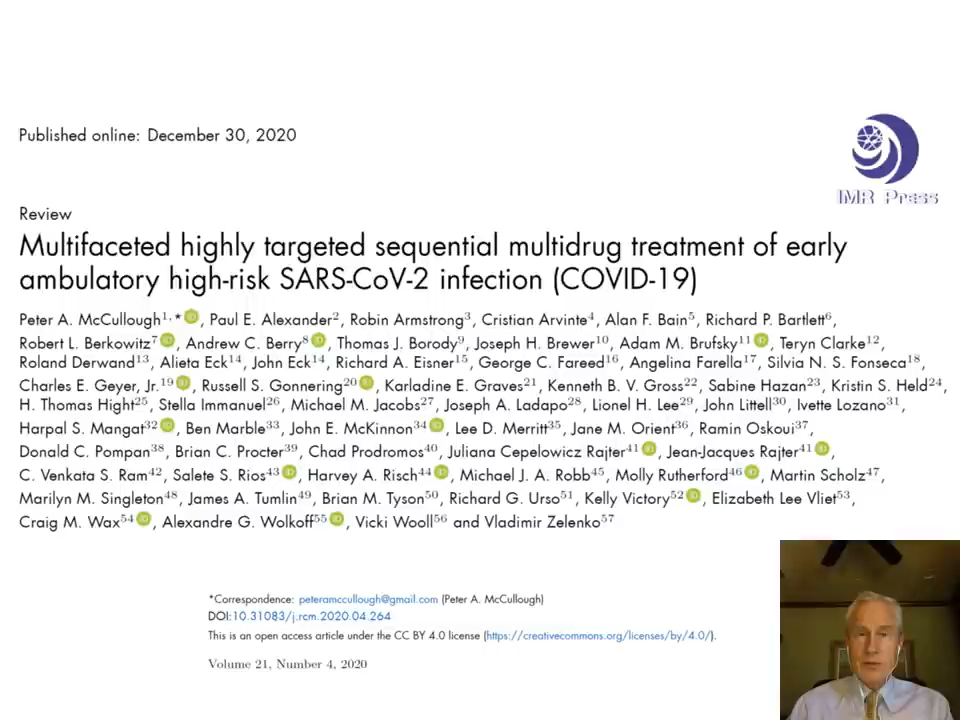 Published online: December 30, 2020
IMR Press
Review
Multifaceted highly targeted sequential multidrug treatment of early
ambulatory high-risk SARS-CoV-2 infection (COVID-19)
Peter A. McCullough1,*, Paul E. Alexander2, Robin Armstrong3, Cristian Arvinte4, Alan F. Bain5, Richard P. Bartlett6,
Robert L. Berkowitz7, Andrew C. Berry8, Thomas J. Borody9, Joseph H. Brewer10, Adam M. Brufsky11, Teryn Clarke12,
Roland Derwand13, Alieta Eck14, John Eck14, Richard A. Eisner15, George C. Fareed16, Angelina Farella17, Silvia N. S. Fonseca18,
Charles E. Geyer, Jr.19, Russell S. Gonnering20, Karladine E. Graves21, Kenneth B. V. Gross22, Sabine Hazan23, Kristin S. Held24,
H. Thomas Hight25, Stella Immanuel26, Michael M. Jacobs27, Joseph A. Ladapo28, Lionel H. Lee29, John Littell30, Ivette Lozano31,
Harpal S. Mangat32, Ben Marble33, John E. McKinnon34, Lee D. Merritt35, Jane M. Orient36, Ramin Oskoui37,
Donald C. Pompan38, Brian C. Procter39, Chad Prodromos40, Juliana Cepelowicz Rajter41, Jean-Jacques Rajter41,
C. Venkata S. Ram42, Salete S. Rios43, Harvey A. Risch44, Michael J. A. Robb45, Molly Rutherford46, Martin Scholz47,
Marilyn M. Singleton48, James A. Tumlin49, Brian M. Tyson50, Richard G. Urso51, Kelly Victory52, Elizabeth Lee Vliet53,
Craig M. Wax54, Alexandre G. Wolkoff55, Vicki Wooll56 and Vladimir Zelenko57
*Correspondence: peteramccullough@gmail.com (Peter A. McCullough)
DOI:10.31083/j.rcm.2020.04.264
This is an open access article under the CC BY 4.0 license (https://creativecommons.org/licenses/by/4.0/).
Volume 21, Number 4, 2020